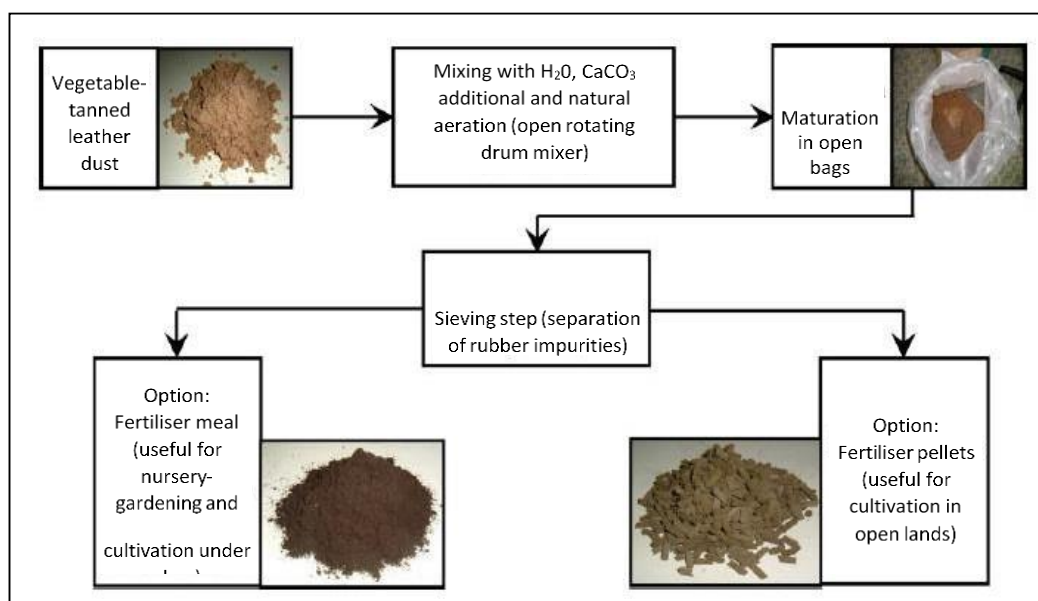 Vegetable-
tanned
leather
dust
Mixing with H₂0, CaCO₃
additional and natural
aeration (open rotating
drum mixer)
Maturation
in open
bags
Sieving step (separation
of rubber impurities)
Option:
Fertiliser meal
(useful for
nursery-
gardening and
cultivation under
Option:
Fertiliser pellets
(useful for
cultivation in
open lands)